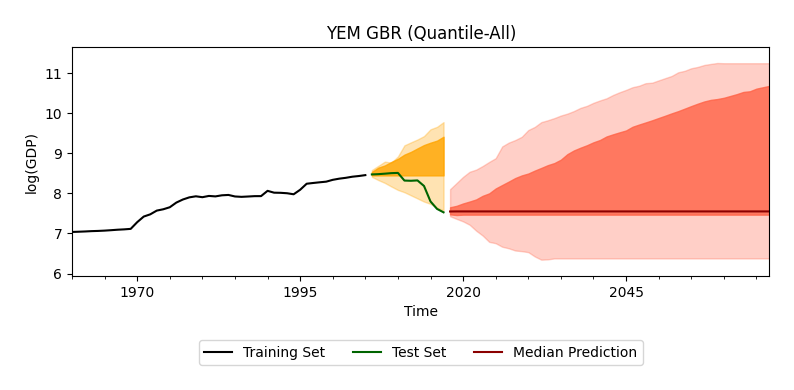 YEM GBR (Quantile-All)
11
10
9
8
7
6
log(GDP)
1970
1995
2020
2045
Time
Training Set
Test Set
Median Prediction